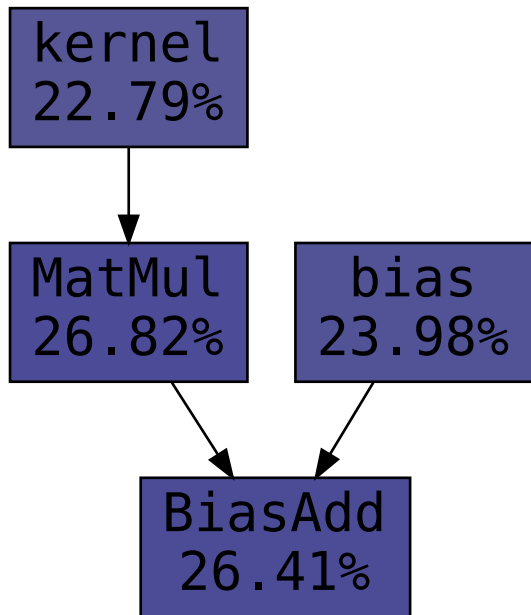 kernel
22.79%
MatMul
26.82%
bias
23.98%
BiasAdd
26.41%